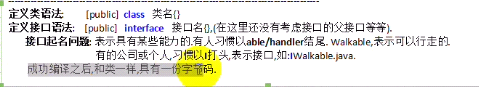 定义类语法: [public] class 类名{}
定义接口语法: [public] interface 接口名{},(在这里还没有考虑接口的父接口等等).
接口起名问题: 表示具有某些能力的.有人习惯以able/handler结尾. Walkable,表示可以行走的.
有的公司或个人,习惯以I打头,表示接口,如:IWalkable.java.
成功编译之后,和类一样,具有一份字节码.